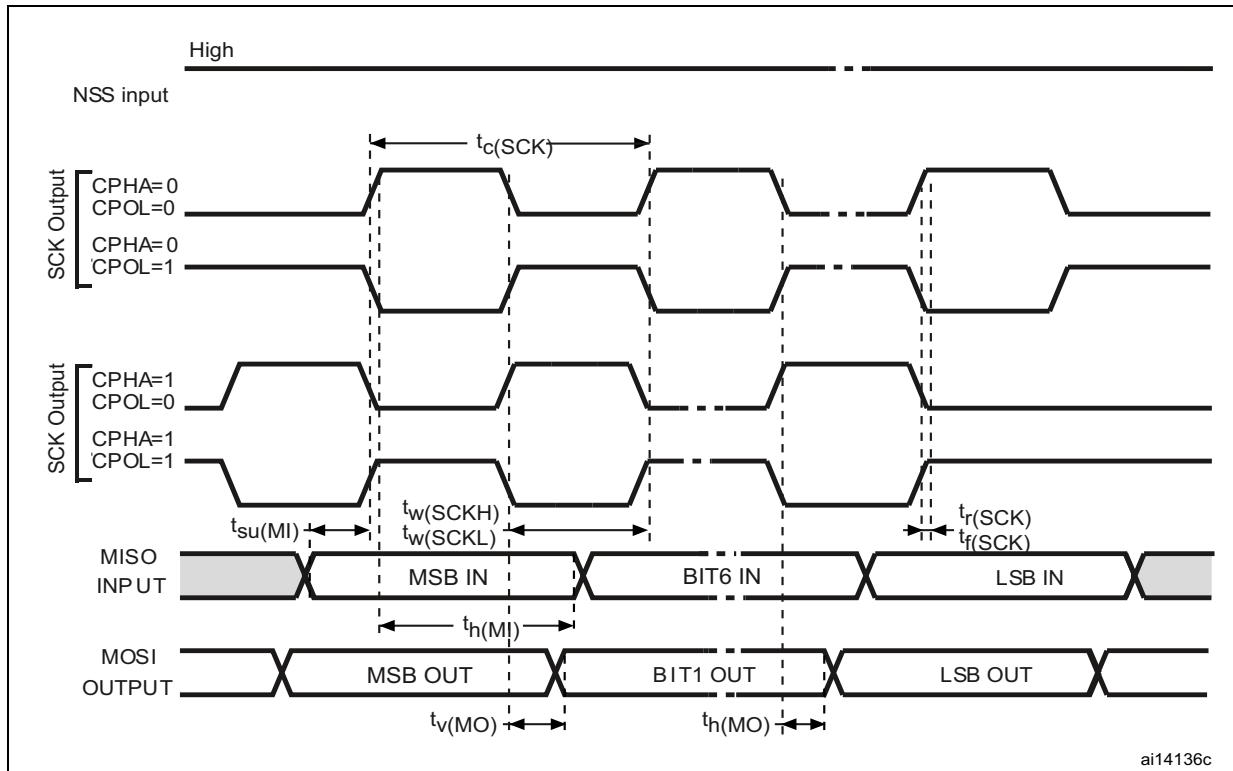 High
NSS input
tc(SCK)
SCK Output
CPHA=0
CPOL=0
CPHA=0
CPOL=1
SCK Output
CPHA=1
CPOL=0
CPHA=1
CPOL=1
tsu(MI)
tw(SCKH)
tw(SCKL)
tr(SCK)
tf(SCK)
MISO
INPUT
MSB IN
BIT6 IN
LSB IN
th(MI)
MOSI
OUTPUT
MSB OUT
BIT1 OUT
LSB OUT
tv(MO)
th(MO)
ai14136c